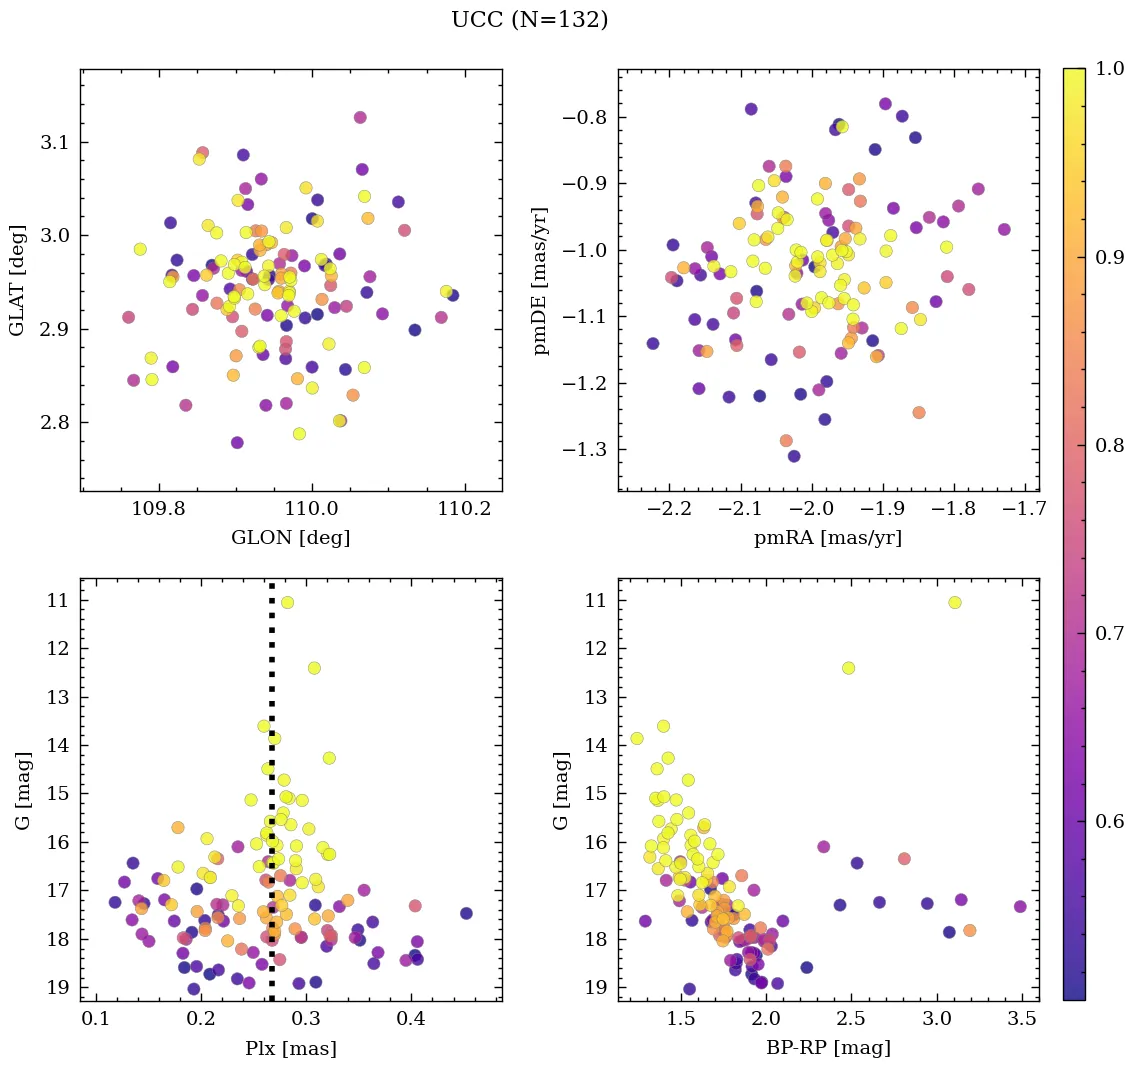 UCC (N=132)
3.1
3.0
2.9
2.8
GLAT [deg]
109.8 110.0 110.2
GLON [deg]
−0.8
−0.9
−1.0
−1.1
−1.2
−1.3
pmDE [mas/yr]
−2.2 −2.1 −2.0 −1.9 −1.8 −1.7
pmRA [mas/yr]
11
12
13
14
15
16
17
18
19
G [mag]
0.1 0.2 0.3 0.4
Plx [mas]
11
12
13
14
15
16
17
18
19
G [mag]
1.5 2.0 2.5 3.0 3.5
BP-RP [mag]
1.0
0.9
0.8
0.7
0.6